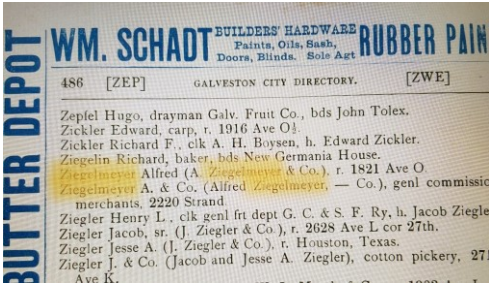 BUTTER DEPOT
WM. SCHADT BUILDERS' HARDWARE RUBBER PAIN
Paints, Oils, Sash,
Doors, Blinds. Sole Agt
486 [ZEP] GALVESTON CITY DIRECTORY. [ZWE]
Zepfel Hugo, drayman Galv. Fruit Co., bds John Tolex.
Zickler Edward, carp, r. 1916 Ave O½.
Zickler Richard F., clk A. H. Boysen, h. Edward Zickler.
Ziegelin Richard, baker, bds New Germania House.
Ziegelmeyer Alfred (A. Ziegelmeyer & Co.), r. 1821 Ave O
Ziegelmeyer A. & Co. (Alfred Ziegelmeyer, — Co.), genl commissio
merchants, 2220 Strand.
Ziegler Henry L., clk genl frt dept G. C. & S. F. Ry, h. Jacob Ziegle
Ziegler Jacob, sr. (J. Ziegler & Co.), r. 2628 Ave L cor 27th.
Ziegler Jesse A. (J. Ziegler & Co.), r. Houston, Texas.
Ziegler J. & Co. (Jacob and Jesse A. Ziegler), cotton pickery, 271
Ave K.